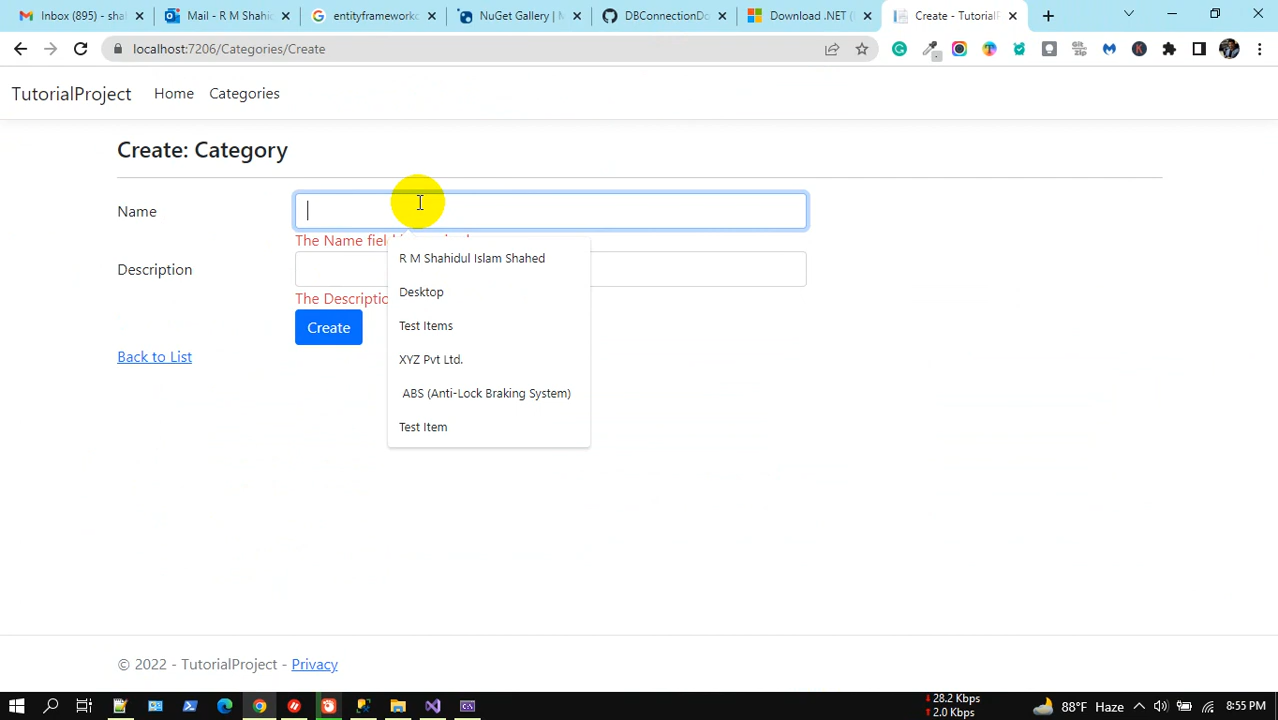 Inbox (895) - sha
Mail - R M Shahid
entityframework
NuGet Gallery | M
DBConnectionDo
Download .NET (
Create - TutorialP
localhost:7206/Categories/Create
TutorialProject Home Categories
Create: Category
Name
The Name fiel
R M Shahidul Islam Shahed
Description
Desktop
The Descriptio
Test Items
Create
Back to List
XYZ Pvt Ltd.
ABS (Anti-Lock Braking System)
Test Item
© 2022 - TutorialProject - Privacy
28.2 Kbps
2.0 Kbps
88°F Haze
8:55 PM